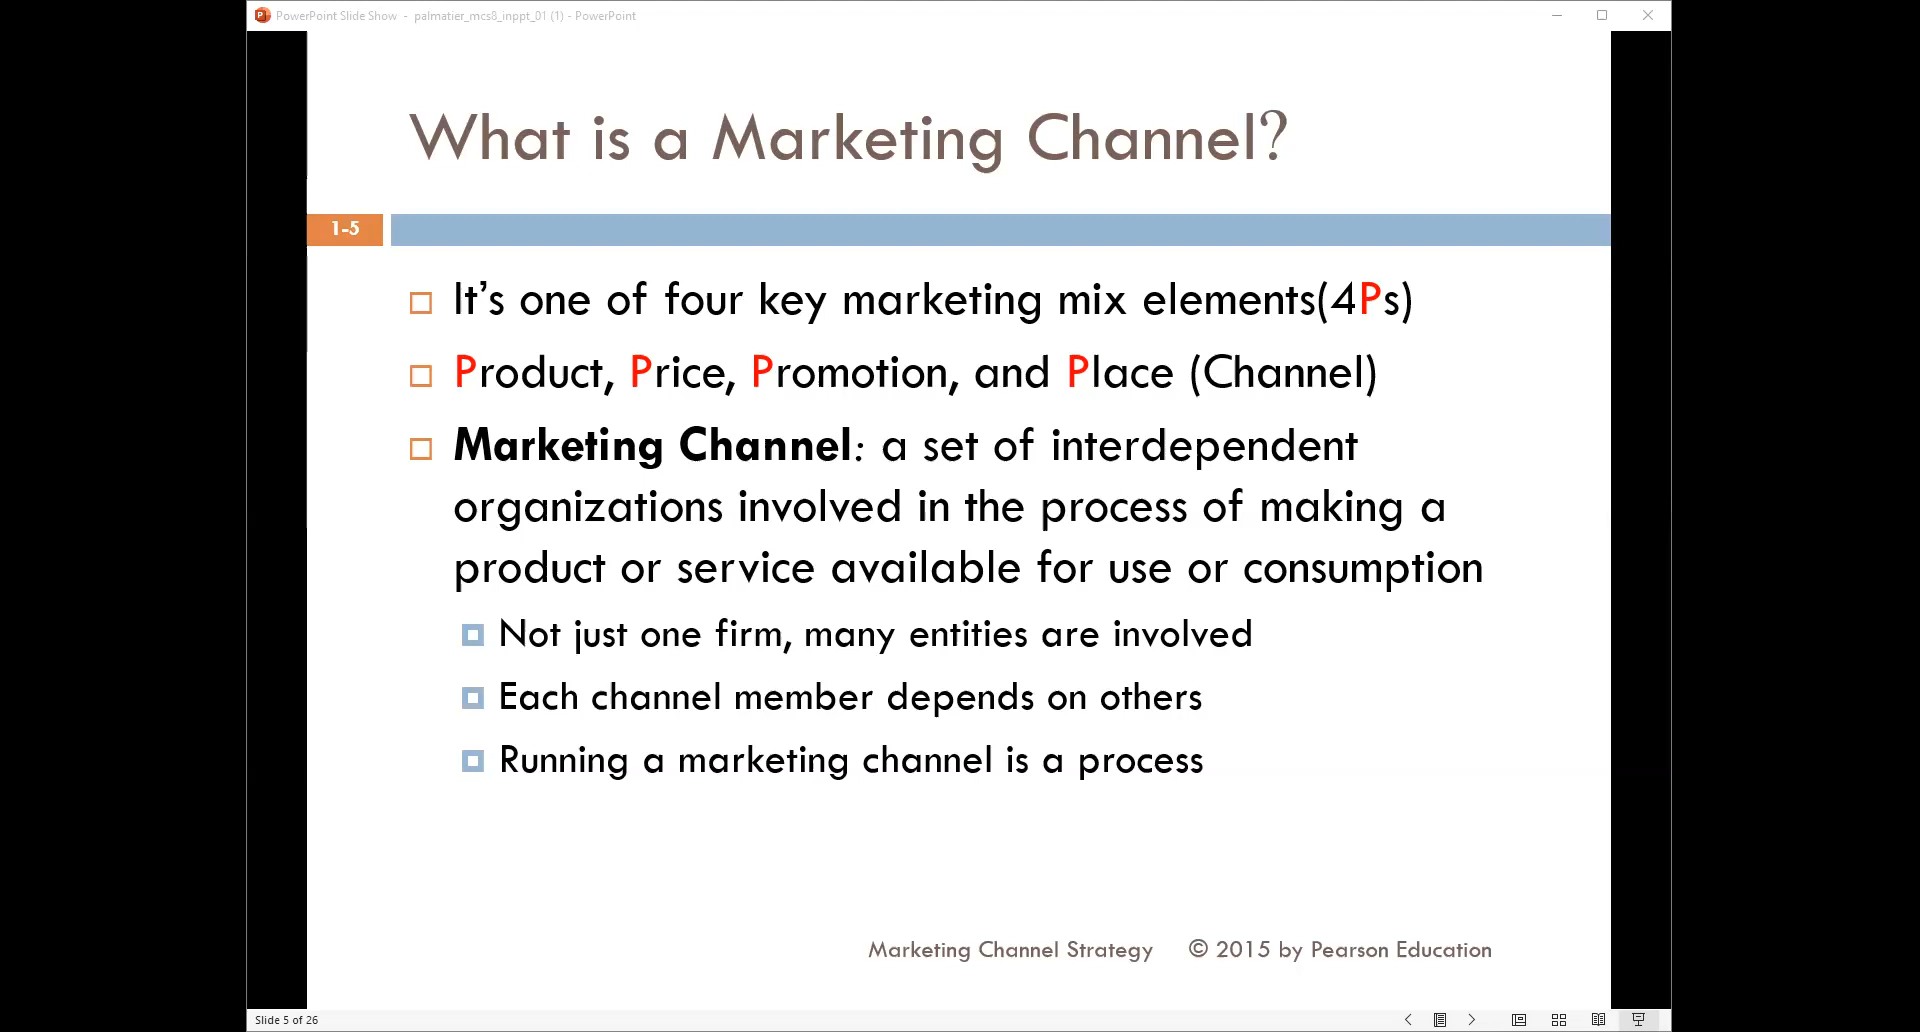 PowerPoint Slide Show - palmatier_mcs8_inppt_01 (1) - PowerPoint
What is a Marketing Channel?
1-5
It's one of four key marketing mix elements(4Ps)
Product, Price, Promotion, and Place (Channel)
Marketing Channel: a set of interdependent
organizations involved in the process of making a
product or service available for use or consumption
Not just one firm, many entities are involved
Each channel member depends on others
Running a marketing channel is a process
Marketing Channel Strategy © 2015 by Pearson Education
Slide 5 of 26